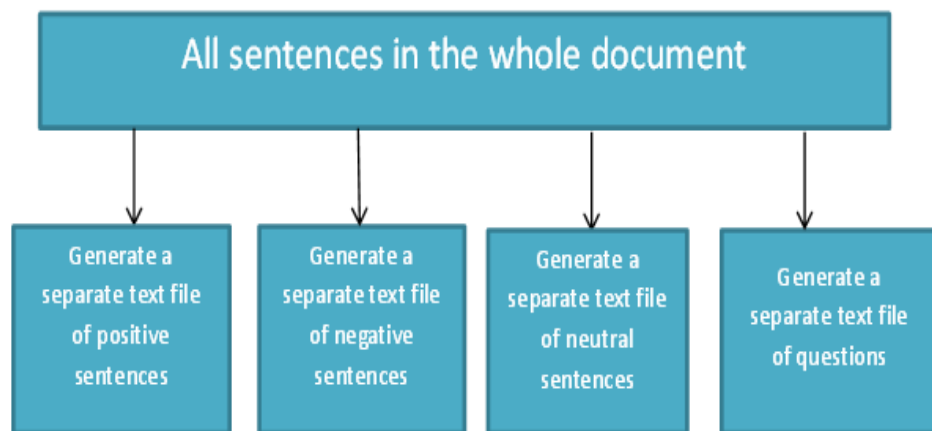 All sentences in the whole document
Generate a
separate text file
of positive
sentences
Generate a
separate text file
of negative
sentences
Generate a
separate text file
of neutral
sentences
Generate a
separate text file
of questions